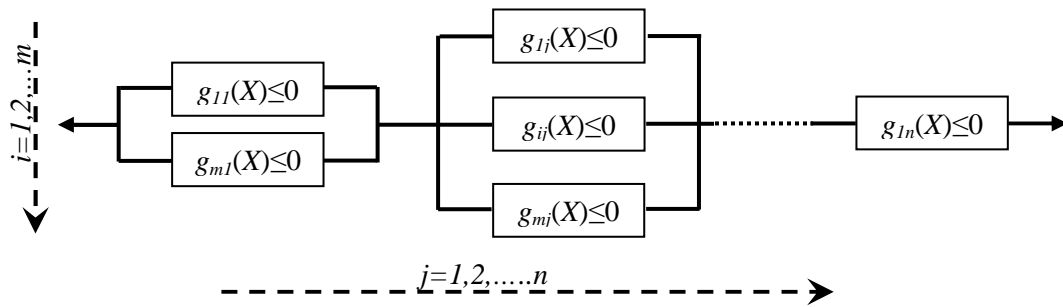 i=1,2,...m
g11(X)≤0
gm1(X)≤0
g1j(X)≤0
gij(X)≤0
gmj(X)≤0
g1n(X)≤0
j=1,2,.....n